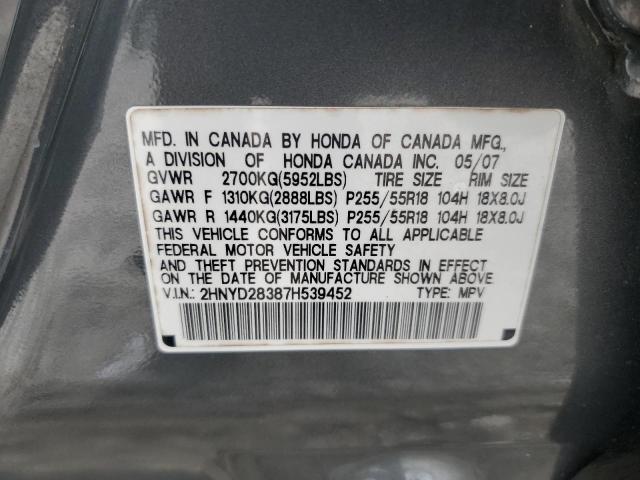 MFD. IN CANADA BY HONDA OF CANADA MFG.,
A DIVISION OF HONDA CANADA INC. 05/07
GVWR 2700KG(5952LBS) TIRE SIZE RIM SIZE
GAWR F 1310KG(2888LBS) P255/55R18 104H 18X8.0J
GAWR R 1440KG(3175LBS) P255/55R18 104H 18X8.0J
THIS VEHICLE CONFORMS TO ALL APPLICABLE
FEDERAL MOTOR VEHICLE SAFETY
AND THEFT PREVENTION STANDARDS IN EFFECT
ON THE DATE OF MANUFACTURE SHOWN ABOVE.
V.I.N.: 2HNYD28387H539452 TYPE: MPV